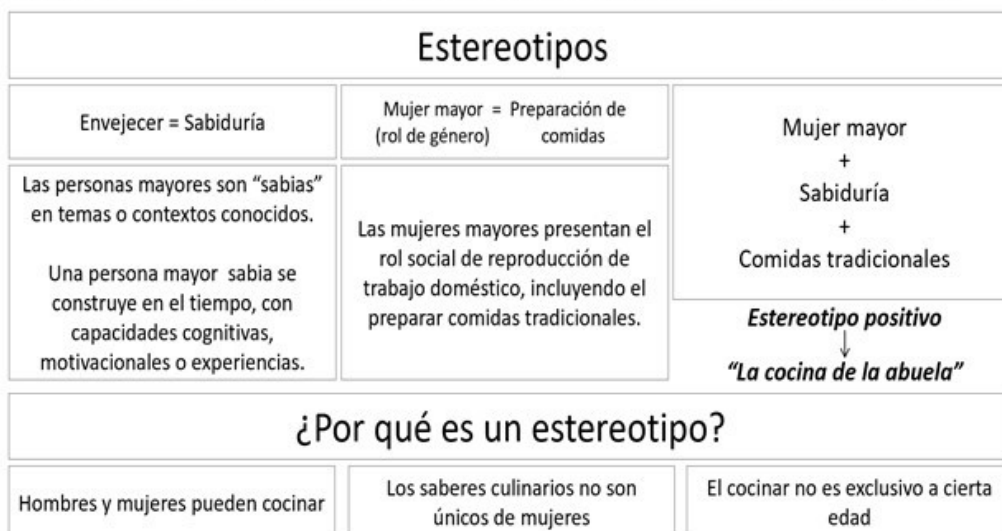 Estereotipos
Envejecer = Sabiduría
Mujer mayor = Preparación de
(rol de género) comidas
Mujer mayor
+
Sabiduría
+
Comidas tradicionales
Las personas mayores son “sabias”
en temas o contextos conocidos.
Una persona mayor sabia se
construye en el tiempo, con
capacidades cognitivas,
motivacionales o experiencias.
Las mujeres mayores presentan el
rol social de reproducción de
trabajo doméstico, incluyendo el
preparar comidas tradicionales.
Estereotipo positivo
“La cocina de la abuela”
¿Por qué es un estereotipo?
Hombres y mujeres pueden cocinar
Los saberes culinarios no son
únicos de mujeres
El cocinar no es exclusivo a cierta
edad